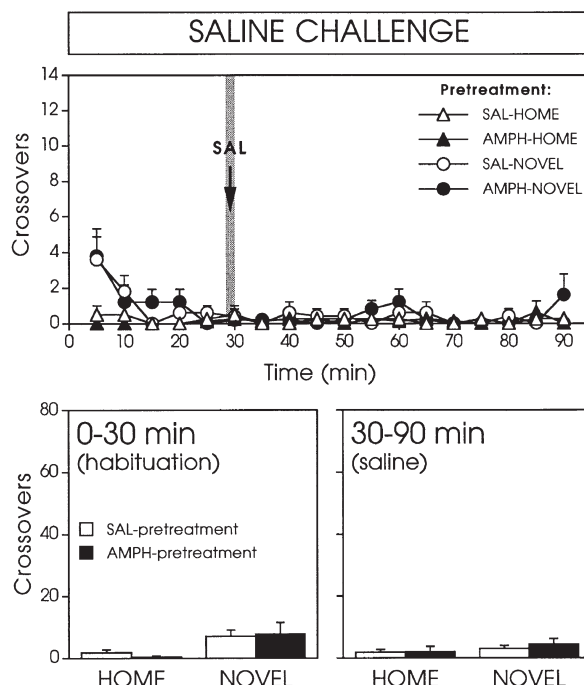 SALINE CHALLENGE
Crossovers
14
12
10
8
6
4
2
0
Pretreatment:
SAL-HOME
AMPH-HOME
SAL-NOVEL
AMPH-NOVEL
SAL
0 10 20 30 40 50 60 70 80 90
Time (min)
Crossovers
80
60
40
20
0
0-30 min
(habituation)
SAL-pretreatment
AMPH-pretreatment
HOME NOVEL
30-90 min
(saline)
HOME NOVEL